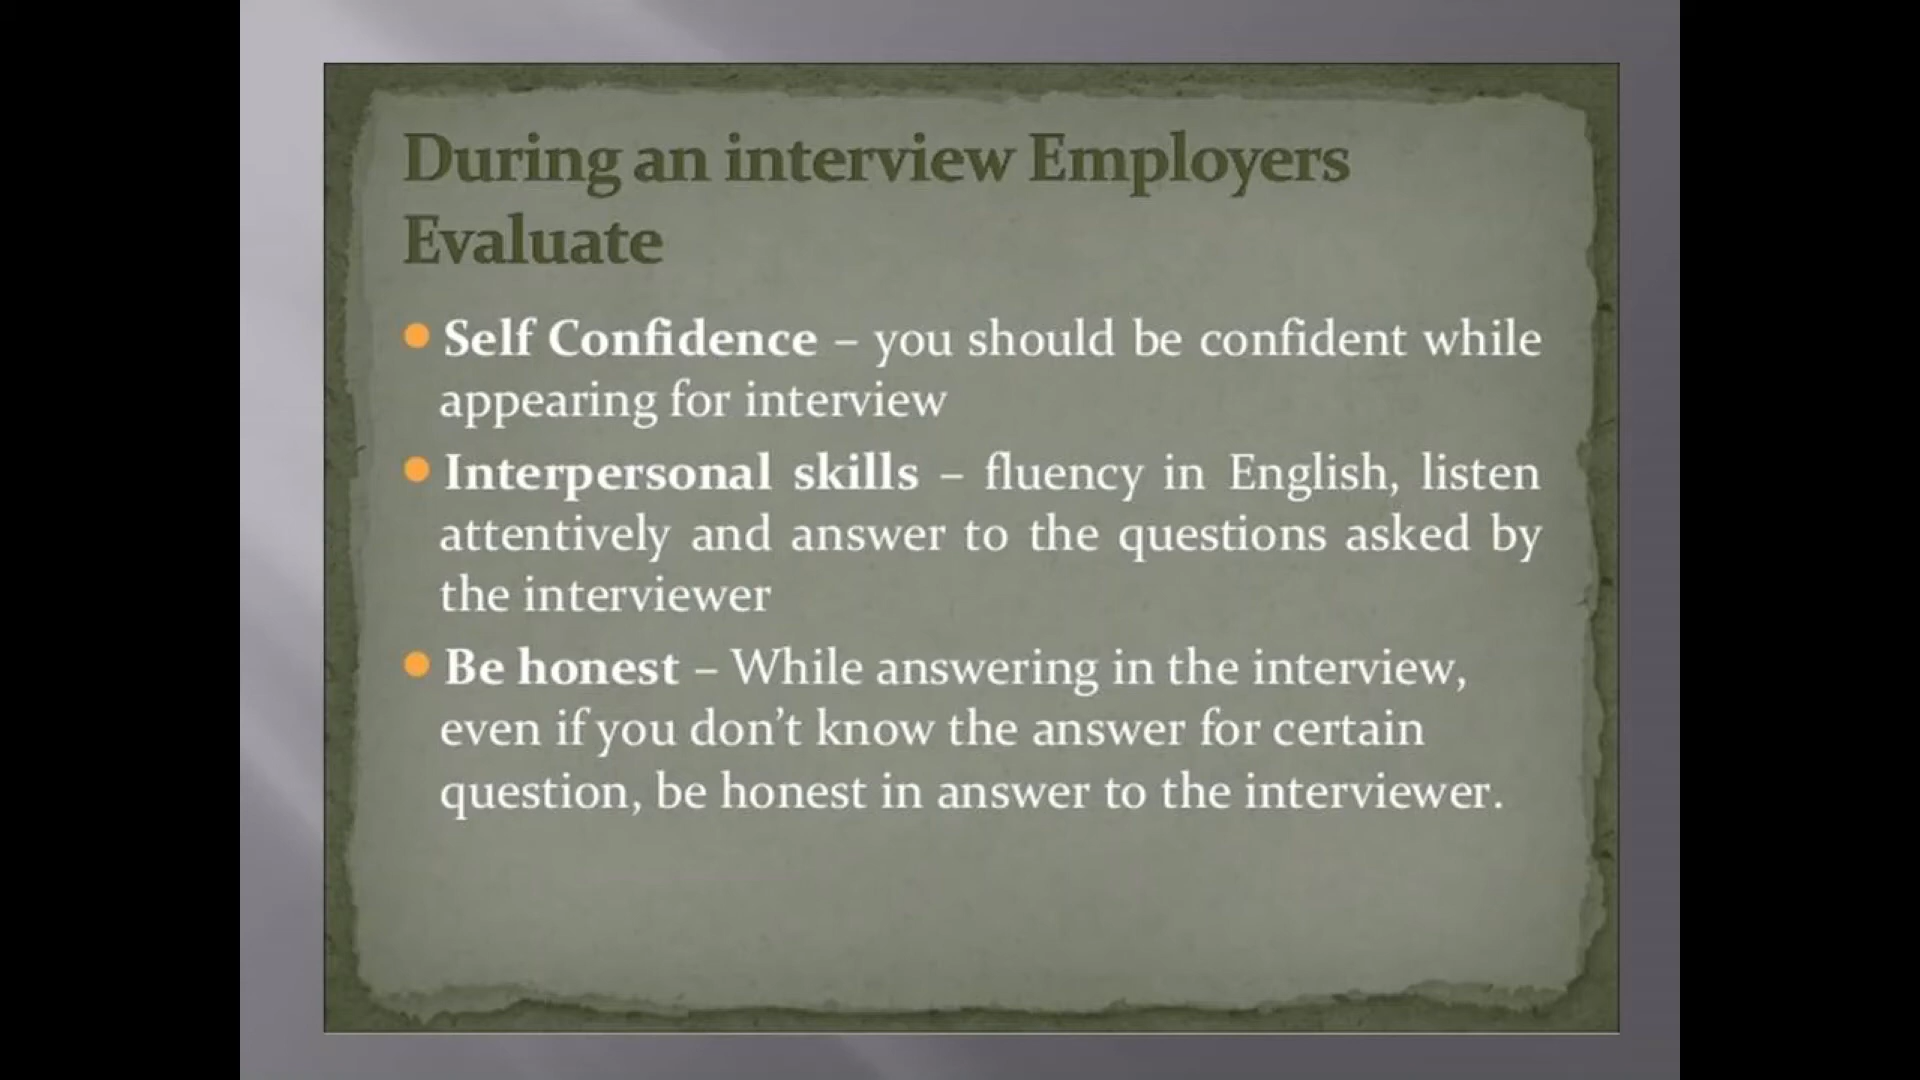 During an interview Employers
Evaluate
Self Confidence – you should be confident while
appearing for interview
Interpersonal skills – fluency in English, listen
attentively and answer to the questions asked by
the interviewer
Be honest – While answering in the interview,
even if you don’t know the answer for certain
question, be honest in answer to the interviewer.